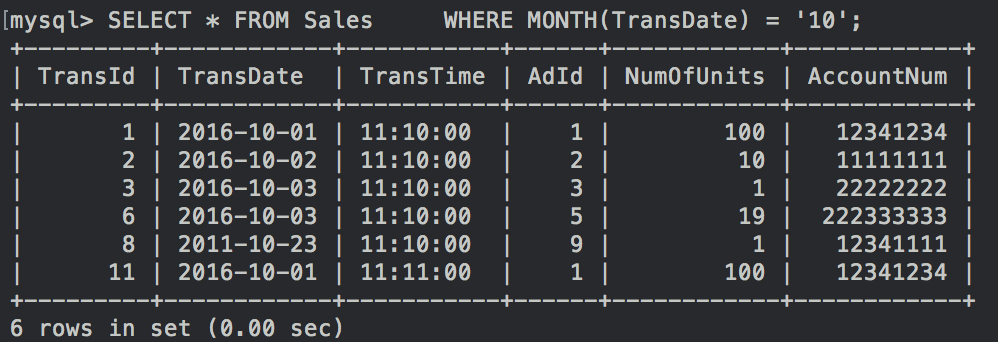 [mysql> SELECT * FROM Sales     WHERE MONTH(TransDate) = '10';
+----------+------------+-----------+------+------------+------------+
| TransId | TransDate  | TransTime | AdId | NumOfUnits | AccountNum |
+----------+------------+-----------+------+------------+------------+
|       1 | 2016-10-01 | 11:10:00  |    1 |        100 |   12341234 |
|       2 | 2016-10-02 | 11:10:00  |    2 |         10 |   11111111 |
|       3 | 2016-10-03 | 11:10:00  |    3 |          1 |   22222222 |
|       6 | 2016-10-03 | 11:10:00  |    5 |         19 |  222333333 |
|       8 | 2011-10-23 | 11:10:00  |    9 |          1 |   12341111 |
|      11 | 2016-10-01 | 11:11:00  |    1 |        100 |   12341234 |
+----------+------------+-----------+------+------------+------------+
6 rows in set (0.00 sec)